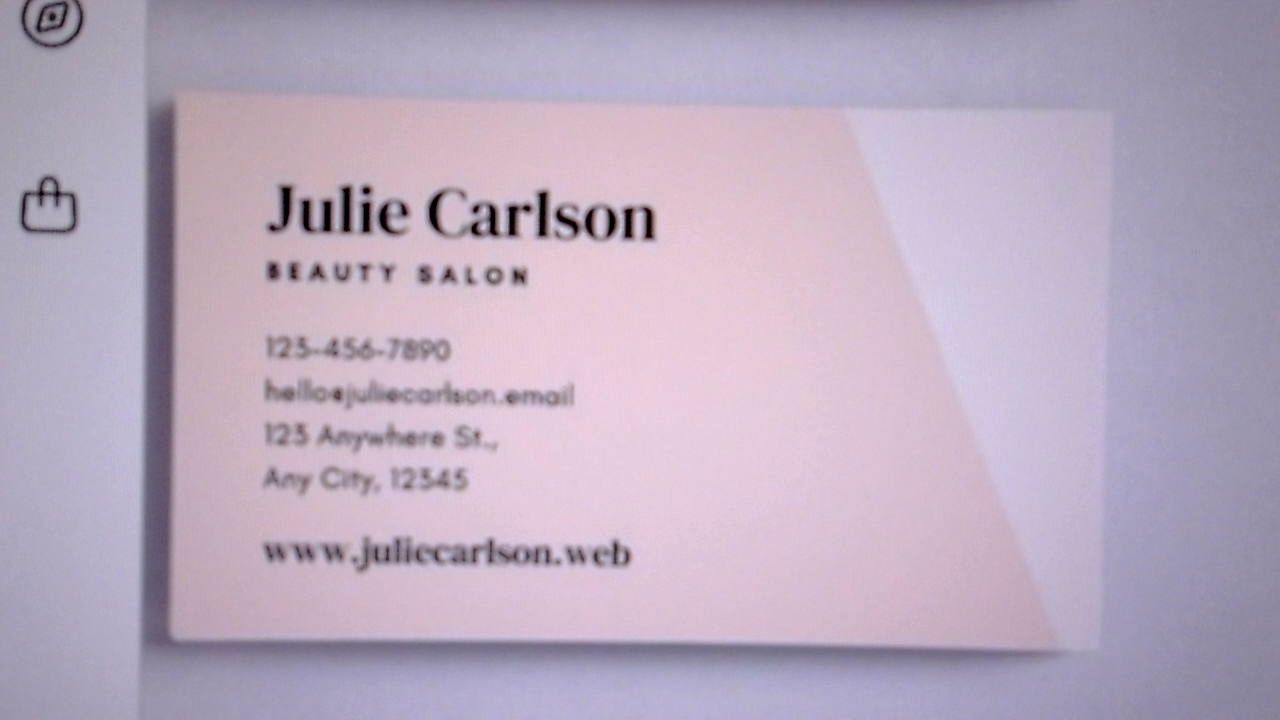 Julie Carlson
BEAUTY SALON
123-456-7890
hello@juliecarlson.email
123 Anywhere St.,
Any City, 12345
www.juliecarlson.web